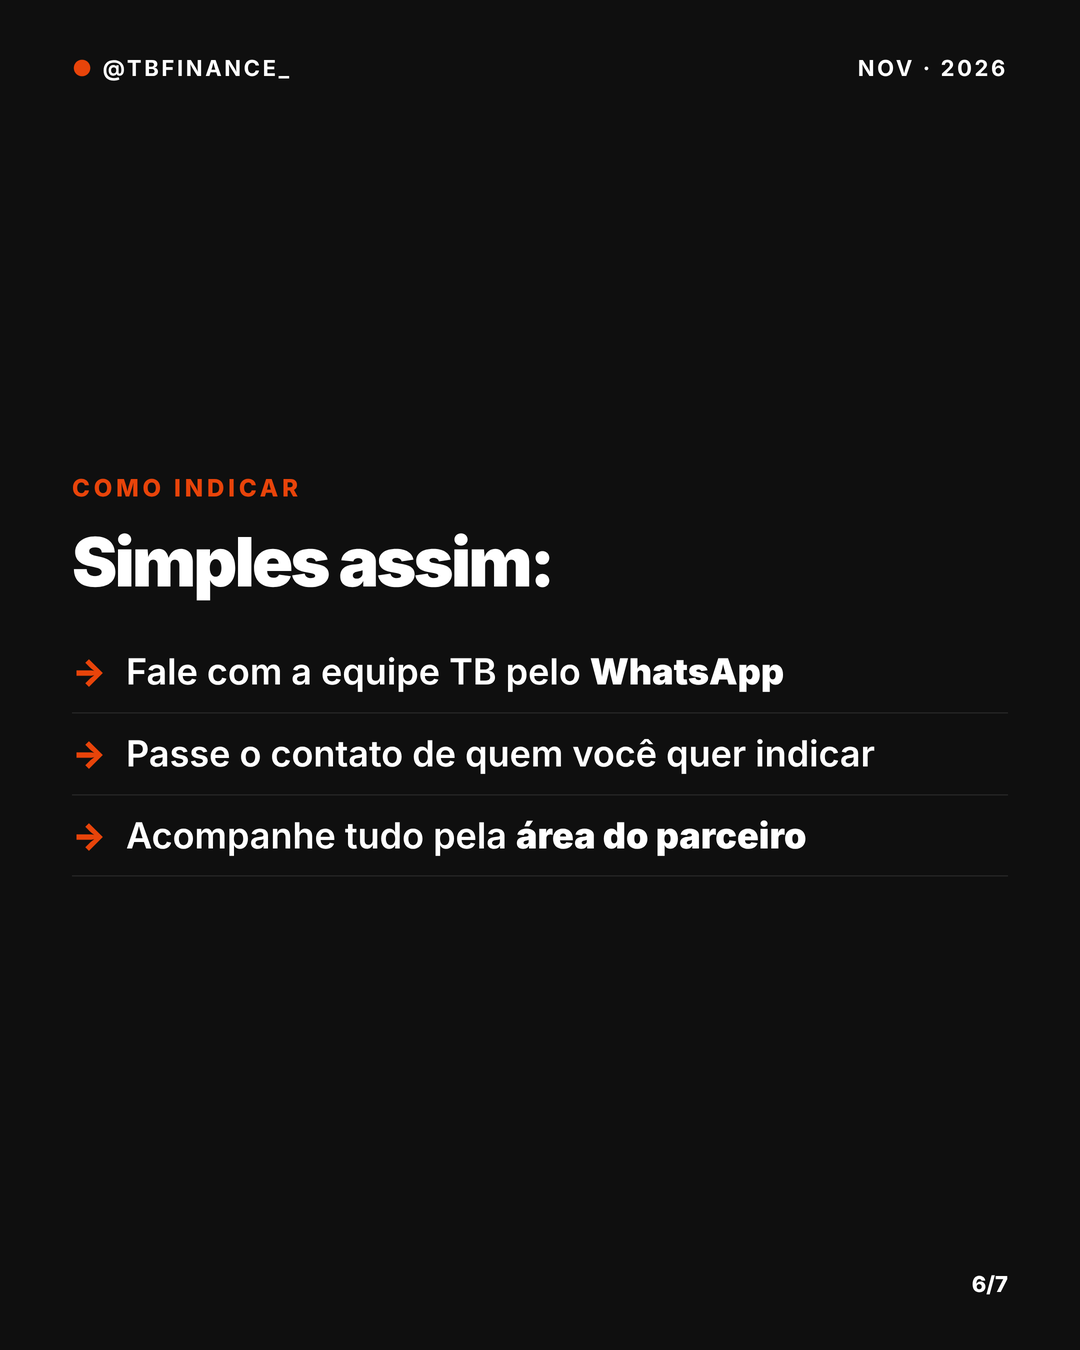 @TBFINANCE_
NOV · 2026
COMO INDICAR
Simples assim:
→ Fale com a equipe TB pelo WhatsApp
→ Passe o contato de quem você quer indicar
→ Acompanhe tudo pela área do parceiro
6/7